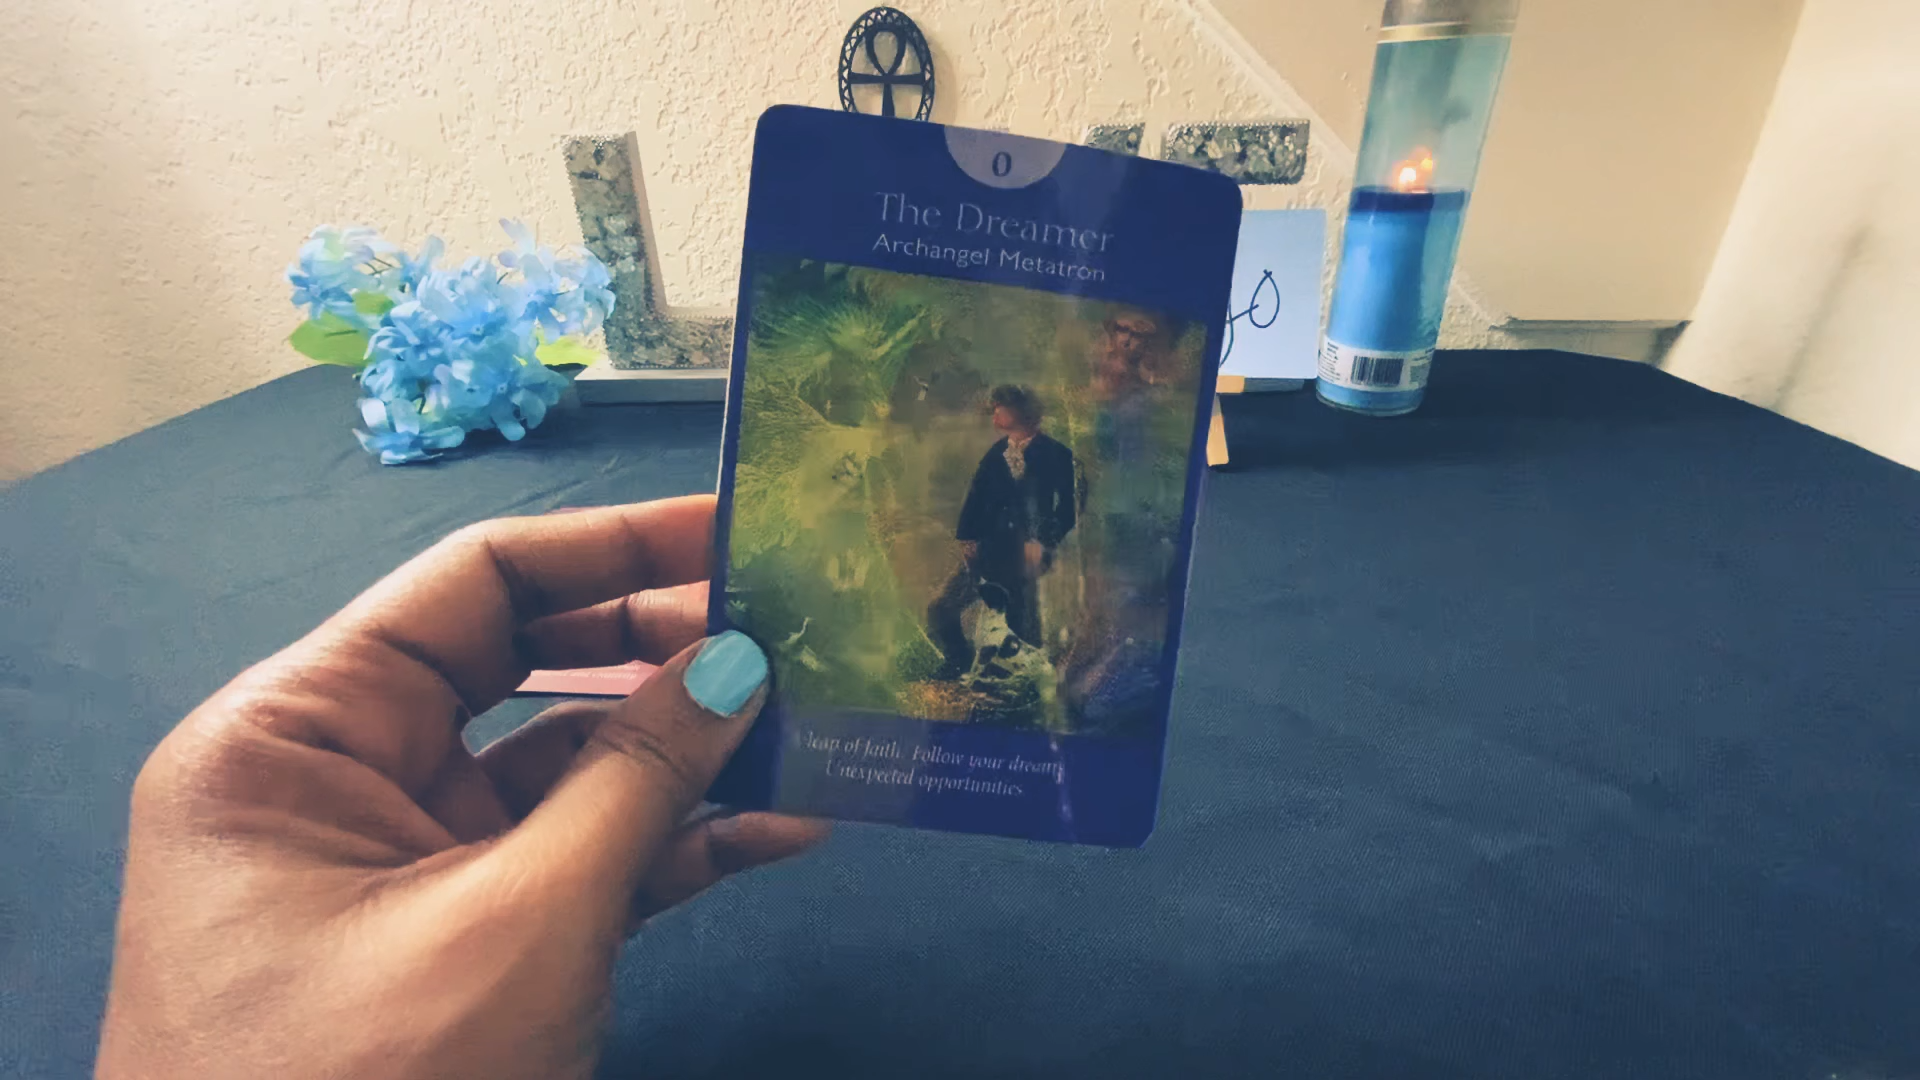 0
The Dreamer
Archangel Metatron
leap of faith. Follow your dreams
Unexpected opportunities